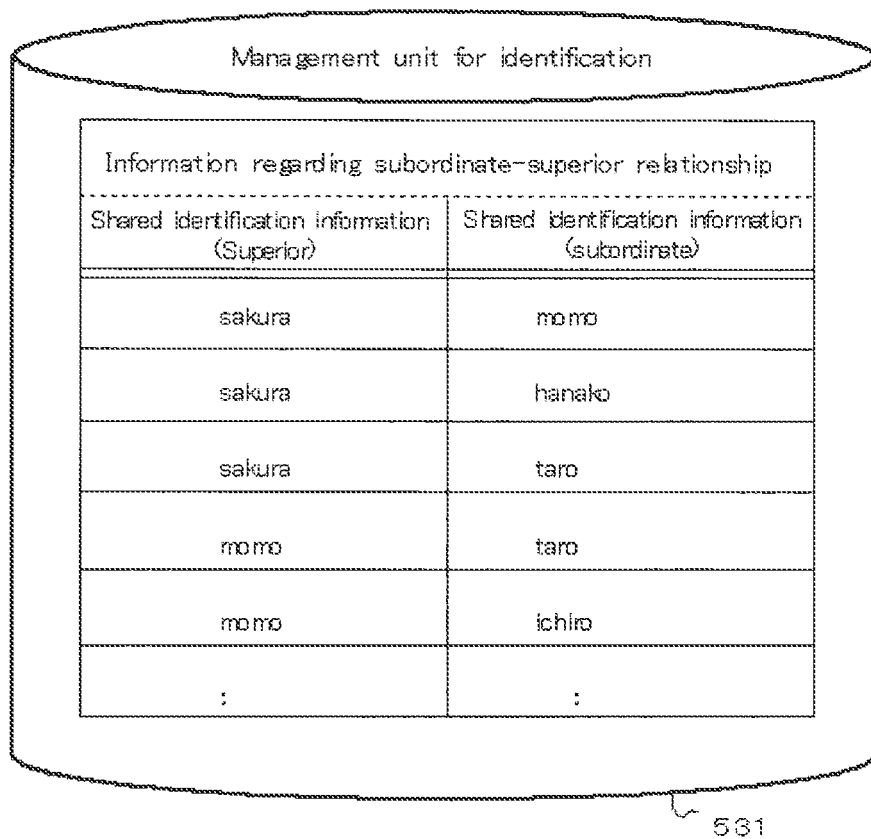 Management unit for identification
Information regarding subordinate-superior relationship
Shared identification information Shared identification information
(Superior) (subordinate)
sakura momo
sakura hanako
sakura taro
momo taro
momo ichiro
: :
531